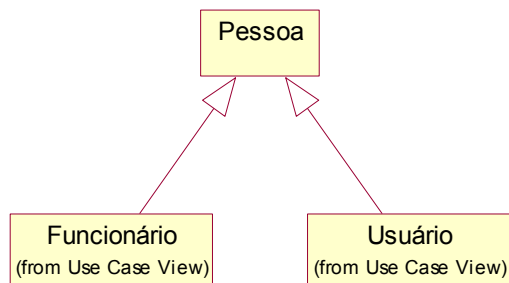 Pessoa
Funcionário
(from Use Case View)
Usuário
(from Use Case View)